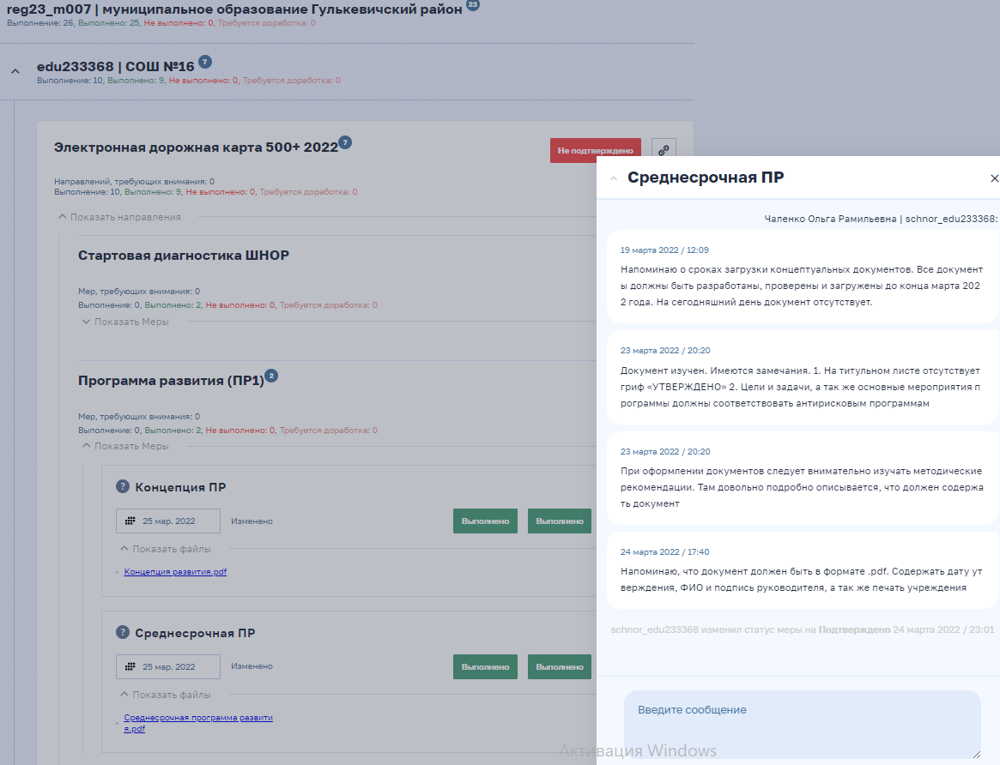 reg23_m007 | муниципальное образование Гулькевичский район 23
Выполнение: 26, Выполнено: 25, Не выполнено: 0, Требуется доработка: 0
edu233368 | СОШ №16 7
Выполнение: 10, Выполнено: 9, Не выполнено: 0, Требуется доработка: 0
Электронная дорожная карта 500+ 2022 7
Не подтверждено
Направлений, требующих внимания: 0
Выполнение: 10, Выполнено: 9, Не выполнено: 0, Требуется доработка: 0
Показать направления
Стартовая диагностика ШНОР
Мер, требующих внимания: 0
Выполнение: 0, Выполнено: 2, Не выполнено: 0, Требуется доработка: 0
Показать Меры
Программа развития (ПР1) 2
Мер, требующих внимания: 0
Выполнение: 0, Выполнено: 2, Не выполнено: 0, Требуется доработка: 0
Показать Меры
? Концепция ПР
25 мар. 2022 Изменено Выполнено Выполнено
Показать файлы
Концепция развития.pdf
? Среднесрочная ПР
25 мар. 2022 Изменено Выполнено Выполнено
Показать файлы
Среднесрочная программа развити
я.pdf
Среднесрочная ПР
Чаленко Ольга Рамильевна | schnor_edu233368:
19 марта 2022 / 12:09
Напоминаю о сроках загрузки концептуальных документов. Все документ
ы должны быть разработаны, проверены и загружены до конца марта 202
2 года. На сегодняшний день документ отсутствует.
23 марта 2022 / 20:20
Документ изучен. Имеются замечания. 1. На титульном листе отсутствует
гриф «УТВЕРЖДЕНО» 2. Цели и задачи, а так же основные мероприятия п
рограммы должны соответствовать антирисковым программам
23 марта 2022 / 20:20
При оформлении документов следует внимательно изучать методические
рекомендации. Там довольно подробно описывается, что должен содержа
ть документ
24 марта 2022 / 17:40
Напоминаю, что документ должен быть в формате .pdf. Содержать дату ут
верждения, ФИО и подпись руководителя, а так же печать учреждения
schnor_edu233368 изменил статус меры на Подтверждено 24 марта 2022 / 23:01
Введите сообщение
Активация Windows